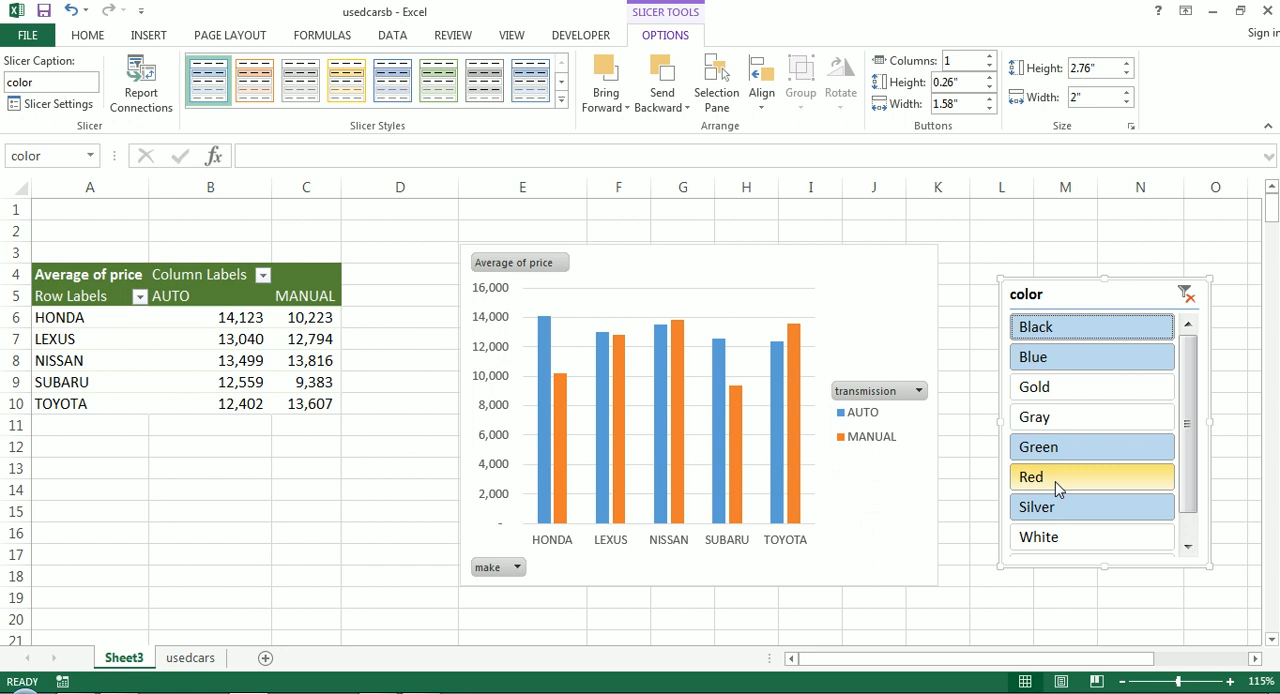 usedcarsb - Excel
SLICER TOOLS
?
FILE HOME INSERT PAGE LAYOUT FORMULAS DATA REVIEW VIEW DEVELOPER OPTIONS Sign in
Slicer Caption:
color
Slicer Settings
Report
Connections
Bring
Forward
Send
Backward
Selection
Pane
Align
Group
Rotate
Columns: 1
Height: 0.26"
Width: 1.58"
Height: 2.76"
Width: 2"
Slicer
Slicer Styles
Arrange
Buttons
Size
color
fx
A B C D E F G H I J K L M N O
1
2
3
4 Average of price Column Labels
5 Row Labels AUTO MANUAL
6 HONDA 14,123 10,223
7 LEXUS 13,040 12,794
8 NISSAN 13,499 13,816
9 SUBARU 12,559 9,383
10 TOYOTA 12,402 13,607
11
12
13
14
15
16
17
18
19
20
21
Average of price
16,000
14,000
12,000
10,000
8,000
6,000
4,000
2,000
-
HONDA LEXUS NISSAN SUBARU TOYOTA
make
transmission
AUTO
MANUAL
color
Black
Blue
Gold
Gray
Green
Red
Silver
White
Sheet3 usedcars
READY
115%